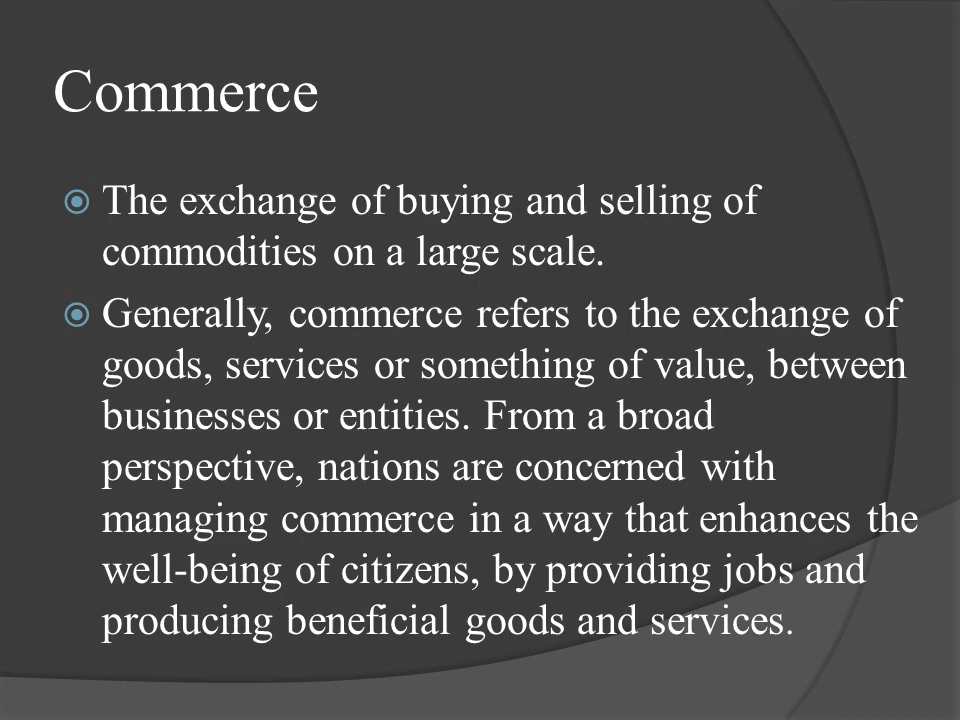 Commerce
The exchange of buying and selling of
commodities on a large scale.
Generally, commerce refers to the exchange of
goods, services or something of value, between
businesses or entities. From a broad
perspective, nations are concerned with
managing commerce in a way that enhances the
well-being of citizens, by providing jobs and
producing beneficial goods and services.